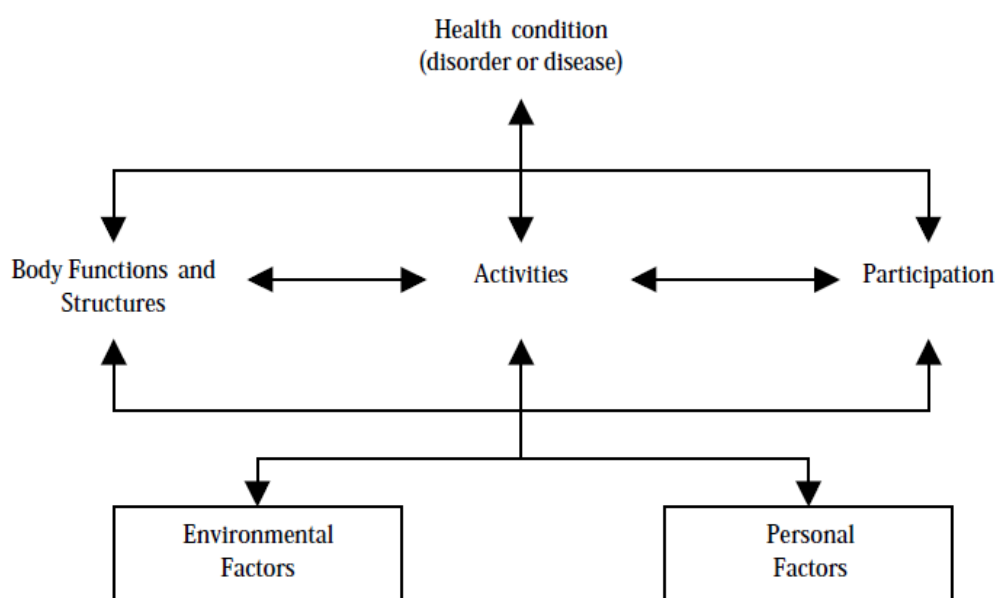 Health condition
(disorder or disease)
Body Functions and
Structures
Activities
Participation
Environmental
Factors
Personal
Factors